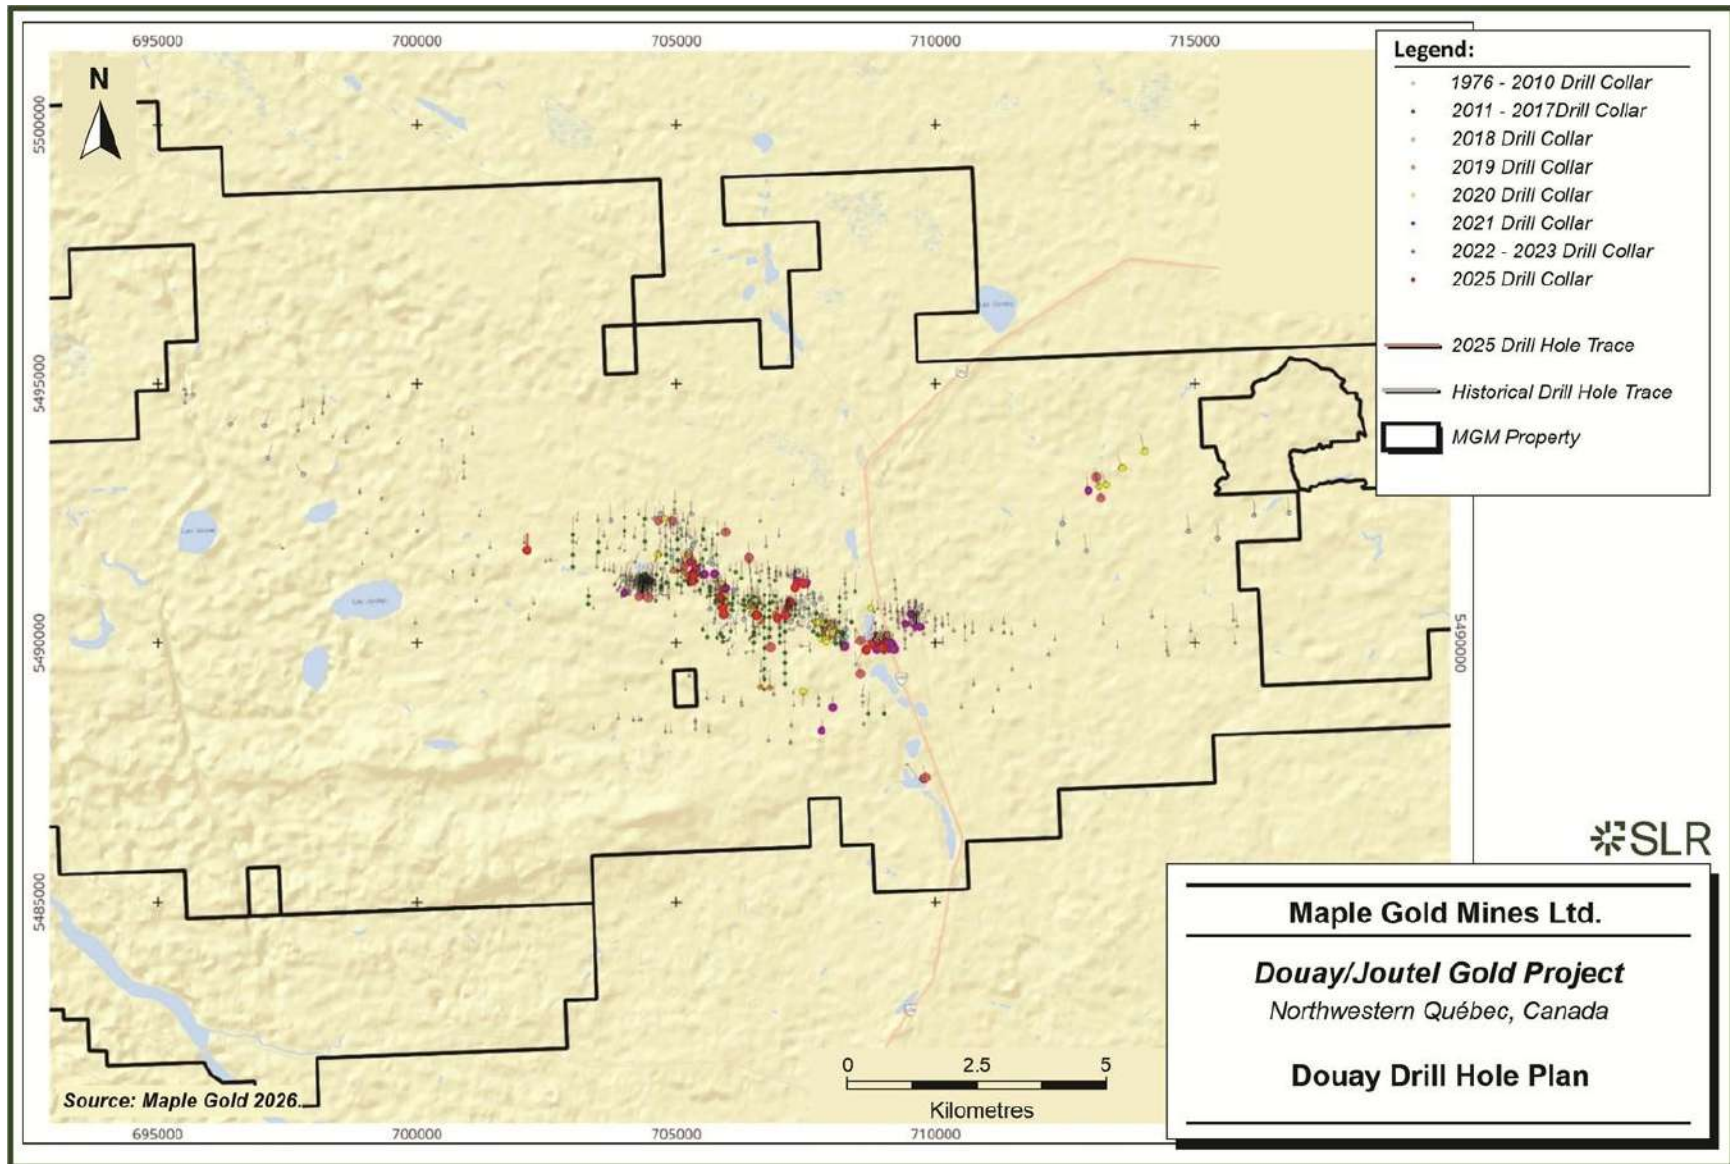 695000
700000
705000
710000
715000
Legend:
1976 - 2010 Drill Collar
2011 - 2017Drill Collar
2018 Drill Collar
2019 Drill Collar
2020 Drill Collar
2021 Drill Collar
2022 - 2023 Drill Collar
2025 Drill Collar
2025 Drill Hole Trace
Historical Drill Hole Trace
MGM Property
N
5500000
5495000
5490000
5485000
5490000
SLR
Maple Gold Mines Ltd.
Douay/Joutel Gold Project
Northwestern Québec, Canada
Douay Drill Hole Plan
0
2.5
5
Kilometres
Source: Maple Gold 2026.
695000
700000
705000
710000